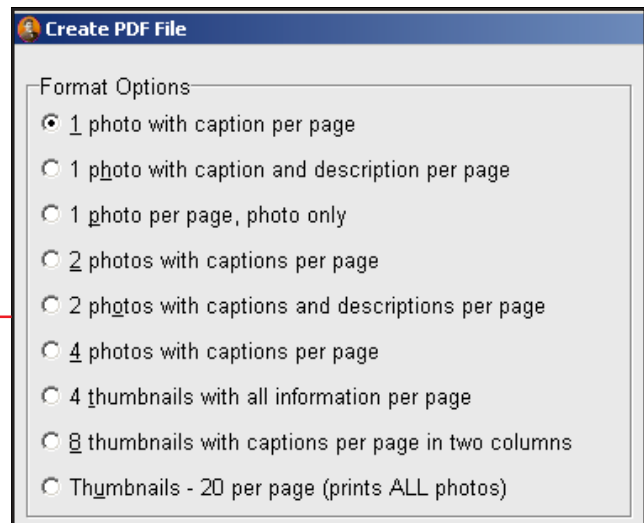 Create PDF File
Format Options
1 photo with caption per page
1 photo with caption and description per page
1 photo per page, photo only
2 photos with captions per page
2 photos with captions and descriptions per page
4 photos with captions per page
4 thumbnails with all information per page
8 thumbnails with captions per page in two columns
Thumbnails - 20 per page (prints ALL photos)